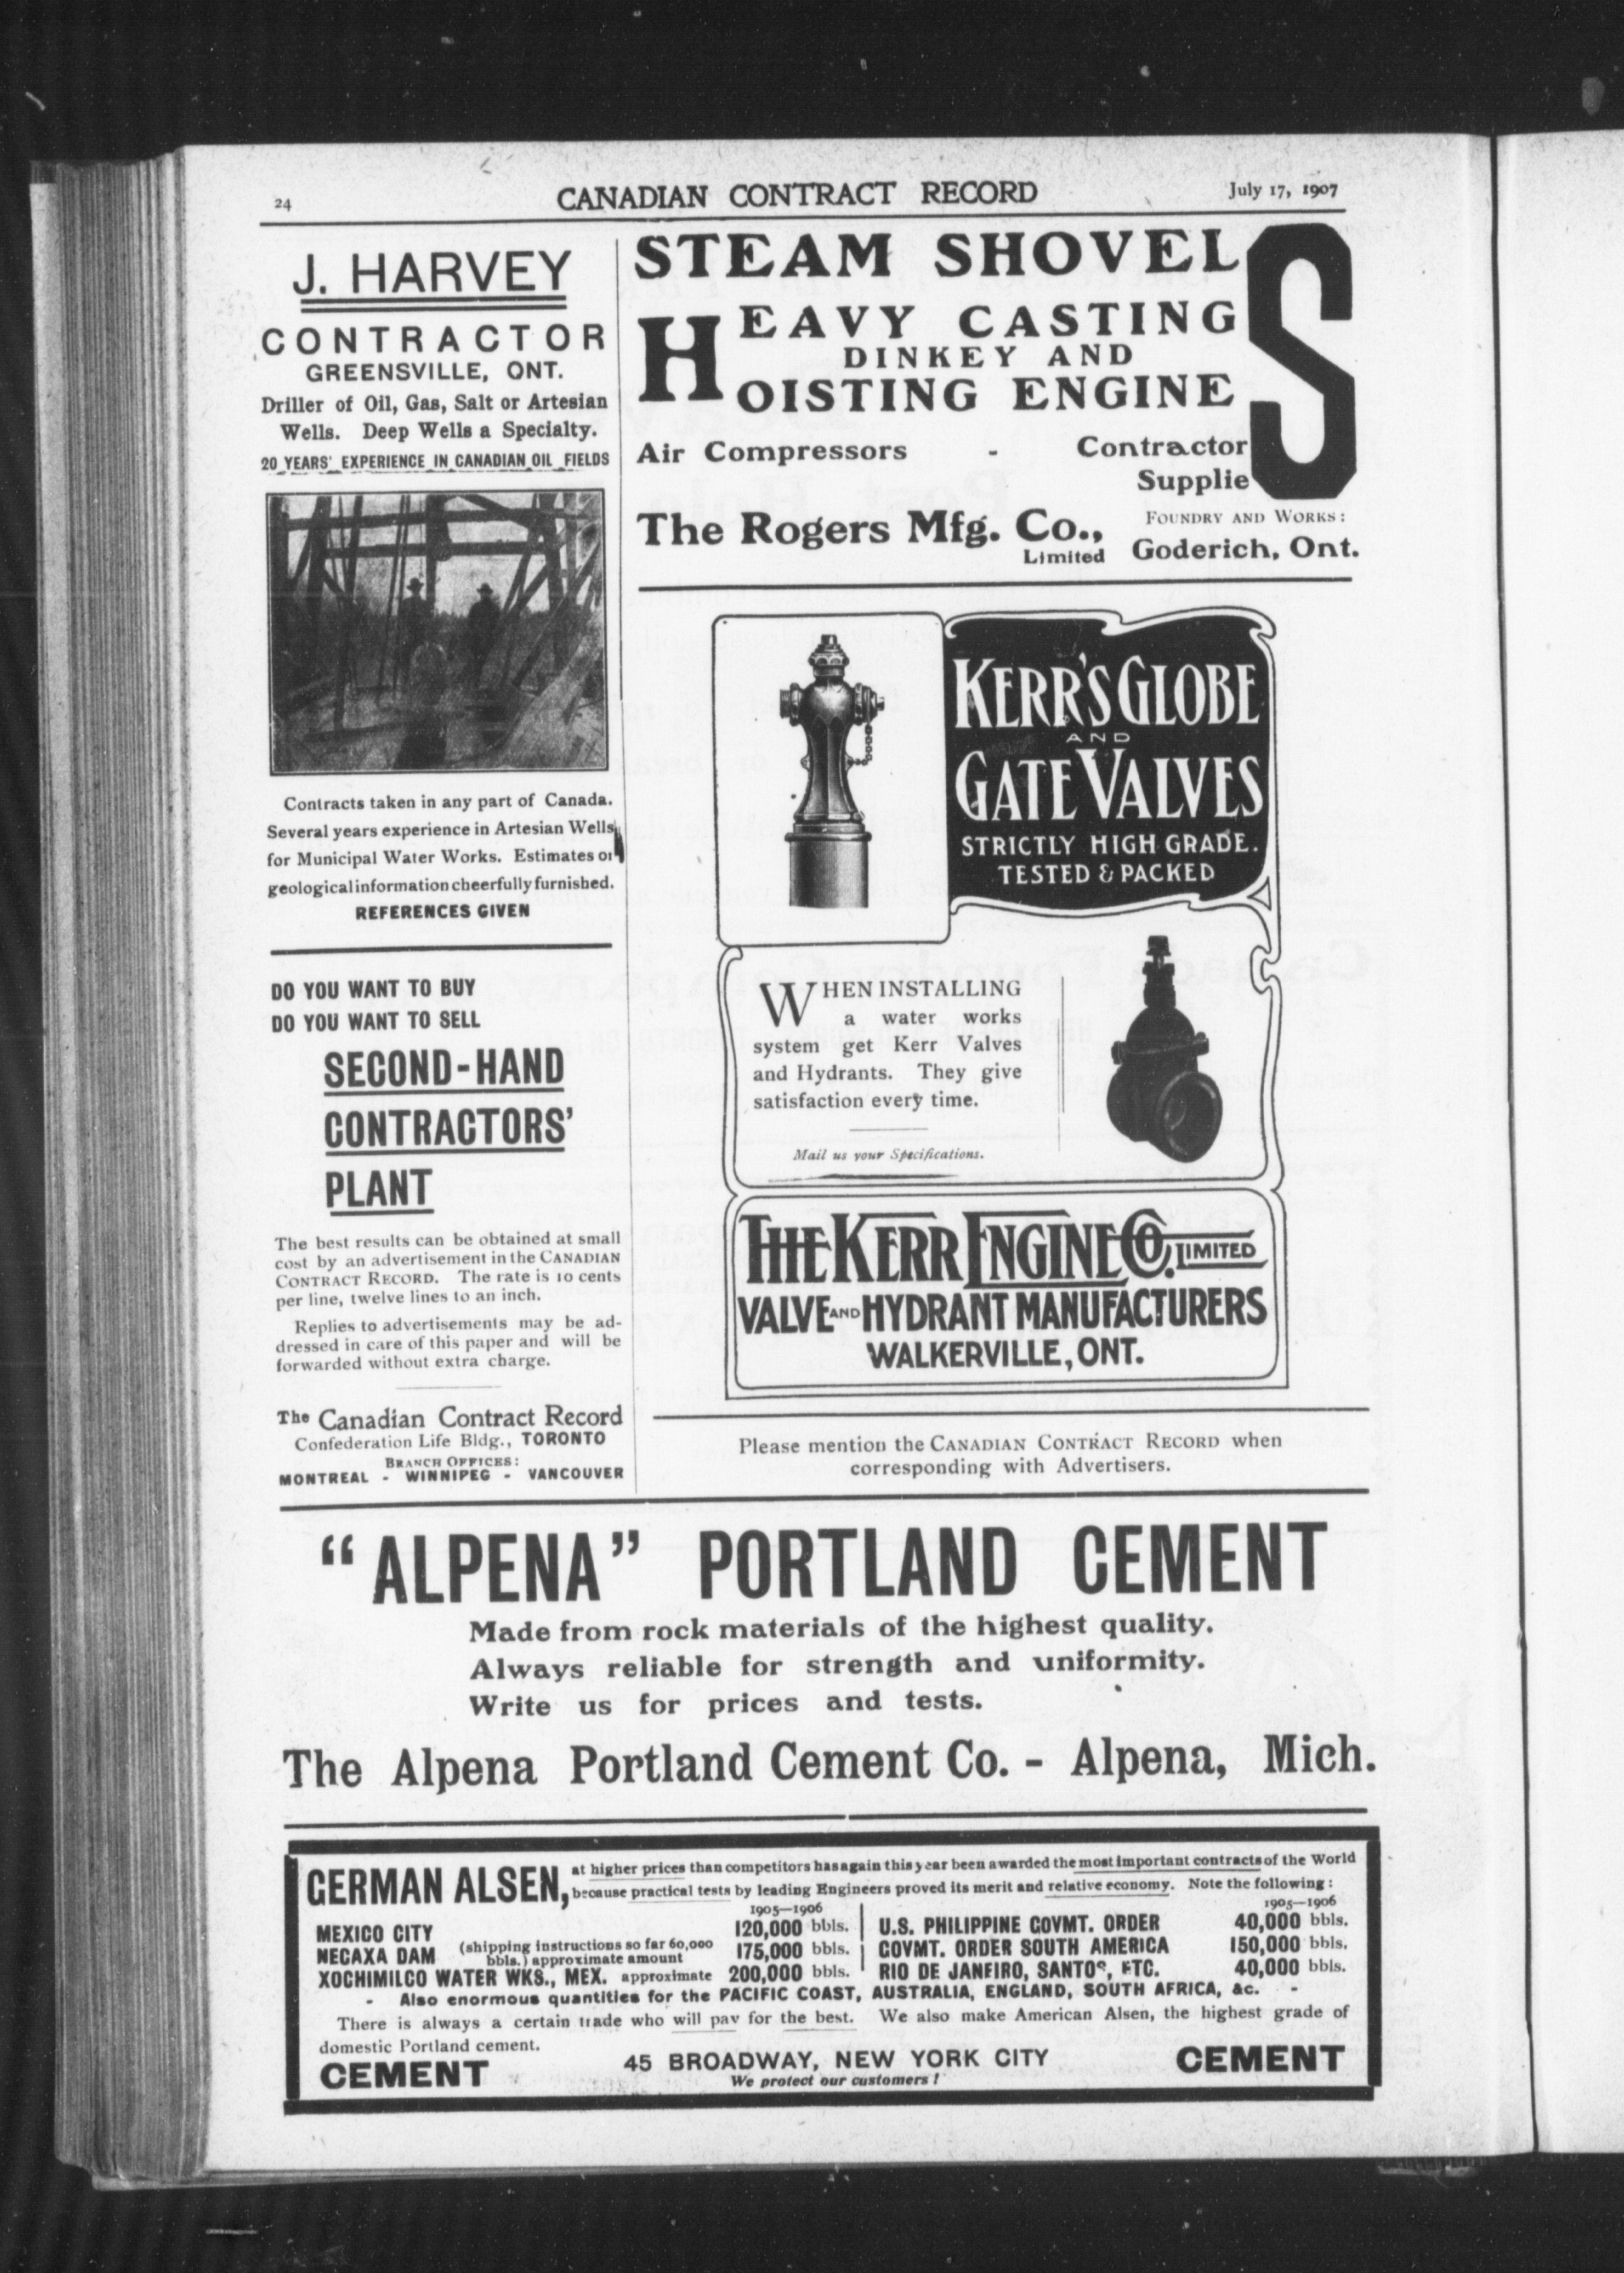 24
CANADIAN CONTRACT RECORD
July 17, 1907
J. HARVEY
CONTRACTOR
GREENSVILLE, ONT.
Driller of Oil, Gas, Salt or Artesian
Wells. Deep Wells a Specialty.
20 YEARS' EXPERIENCE IN CANADIAN OIL FIELDS
Contracts taken in any part of Canada.
Several years experience in Artesian Wells
for Municipal Water Works. Estimates or
geological information cheerfully furnished.
REFERENCES GIVEN
DO YOU WANT TO BUY
DO YOU WANT TO SELL
SECOND-HAND
CONTRACTORS'
PLANT
The best results can be obtained at small
cost by an advertisement in the CANADIAN
CONTRACT RECORD. The rate is 10 cents
per line, twelve lines to an inch.
Replies to advertisements may be ad-
dressed in care of this paper and will be
forwarded without extra charge.
The Canadian Contract Record
Confederation Life Bldg., TORONTO
BRANCH OFFICES:
MONTREAL - WINNIPEG - VANCOUVER
STEAM SHOVELS
HEAVY CASTING
DINKEY AND
HOISTING ENGINE
Air Compressors - Contractor
Supplie
The Rogers Mfg. Co.,
Limited
FOUNDRY AND WORKS:
Goderich, Ont.
KERR'S GLOBE
AND
GATE VALVES
STRICTLY HIGH GRADE.
TESTED & PACKED
WHEN INSTALLING
a water works
system get Kerr Valves
and Hydrants. They give
satisfaction every time.
Mail us your Specifications.
THE KERR ENGINE CO. LIMITED
VALVE AND HYDRANT MANUFACTURERS
WALKERVILLE, ONT.
Please mention the CANADIAN CONTRACT RECORD when
corresponding with Advertisers.
"ALPENA" PORTLAND CEMENT
Made from rock materials of the highest quality.
Always reliable for strength and uniformity.
Write us for prices and tests.
The Alpena Portland Cement Co. - Alpena, Mich.
GERMAN ALSEN, at higher prices than competitors has again this year been awarded the most important contracts of the World
because practical tests by leading Engineers proved its merit and relative economy. Note the following:
1905—1906
MEXICO CITY 120,000 bbls.
NECAXA DAM (shipping instructions so far 60,000 bbls.) approximate amount 175,000 bbls.
XOCHIMILCO WATER WKS., MEX. approximate 200,000 bbls.
1905—1906
U.S. PHILIPPINE GOVMT. ORDER 40,000 bbls.
GOVMT. ORDER SOUTH AMERICA 150,000 bbls.
RIO DE JANEIRO, SANTOS, ETC. 40,000 bbls.
- Also enormous quantities for the PACIFIC COAST, AUSTRALIA, ENGLAND, SOUTH AFRICA, &c. -
There is always a certain trade who will pay for the best. We also make American Alsen, the highest grade of
domestic Portland cement.
CEMENT 45 BROADWAY, NEW YORK CITY CEMENT
We protect our customers!